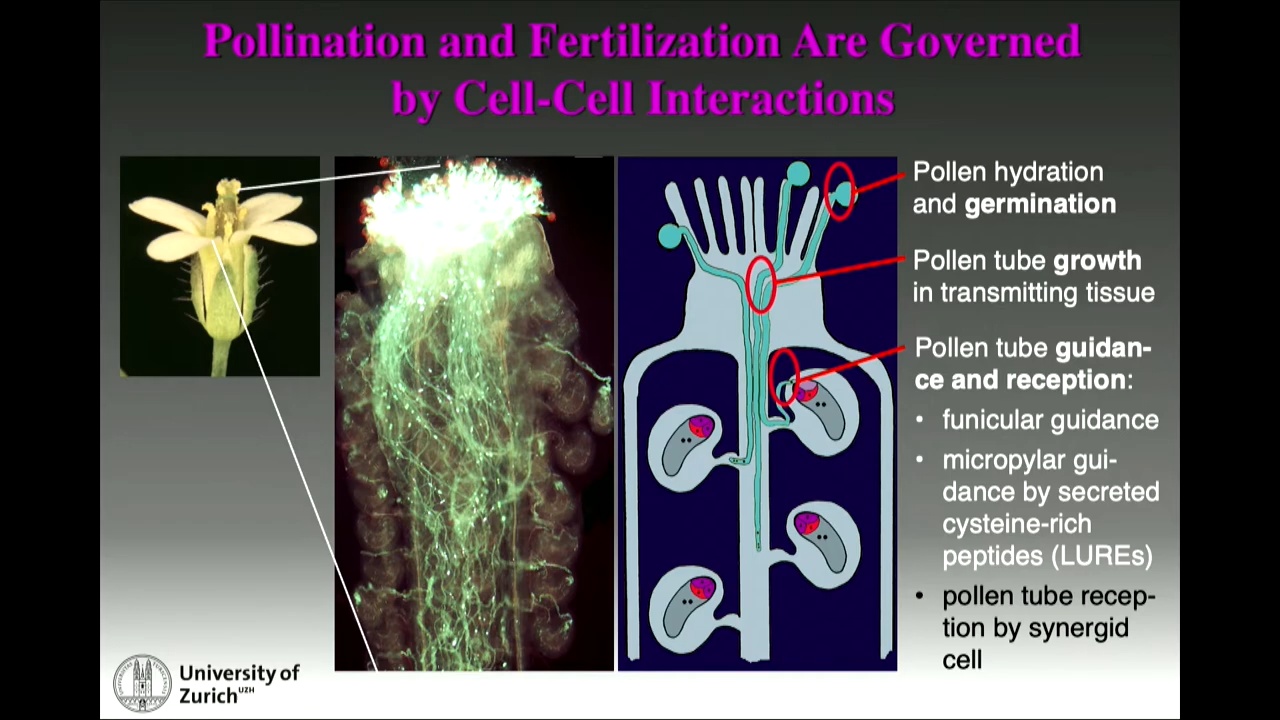 Pollination and Fertilization Are Governed
by Cell-Cell Interactions
Pollen hydration
and germination
Pollen tube growth
in transmitting tissue
Pollen tube guidan-
ce and reception:
• funicular guidance
• micropylar gui-
dance by secreted
cysteine-rich
peptides (LUREs)
• pollen tube recep-
tion by synergid
cell
University of
Zurich UZH